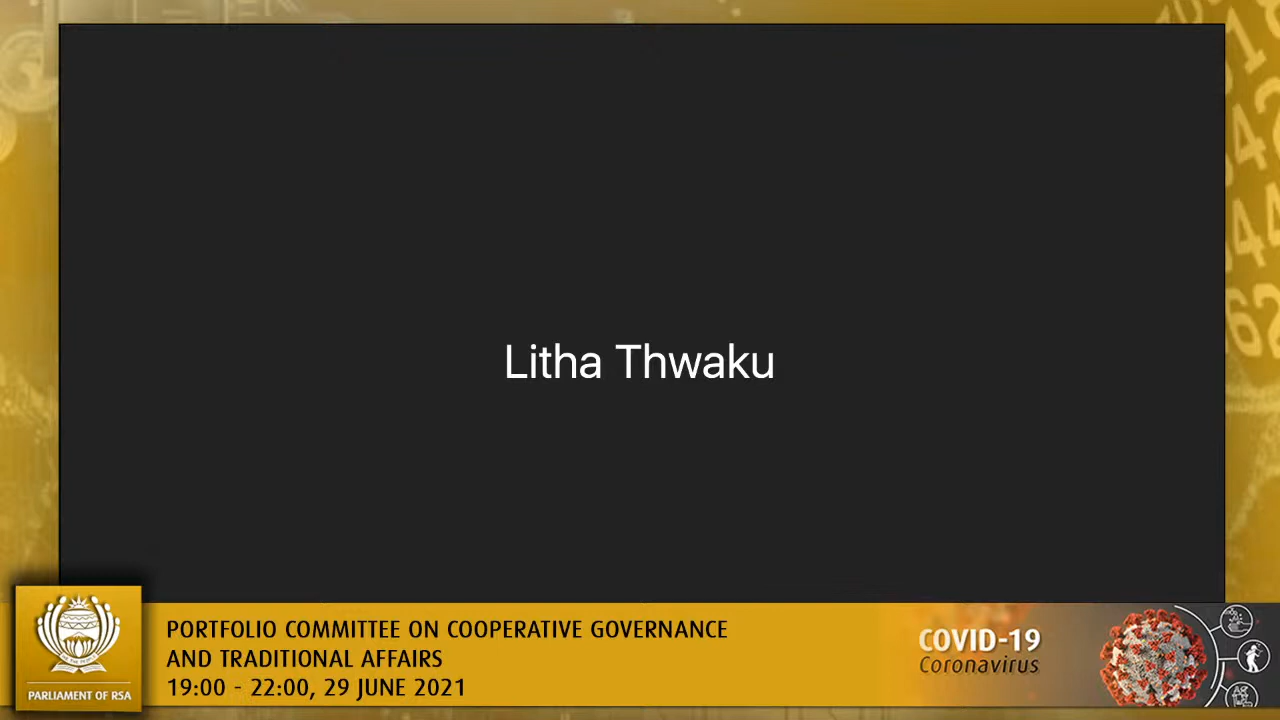 Litha Thwaku
PORTFOLIO COMMITTEE ON COOPERATIVE GOVERNANCE
AND TRADITIONAL AFFAIRS
19:00 - 22:00, 29 JUNE 2021
PARLIAMENT OF RSA
COVID-19
Coronavirus